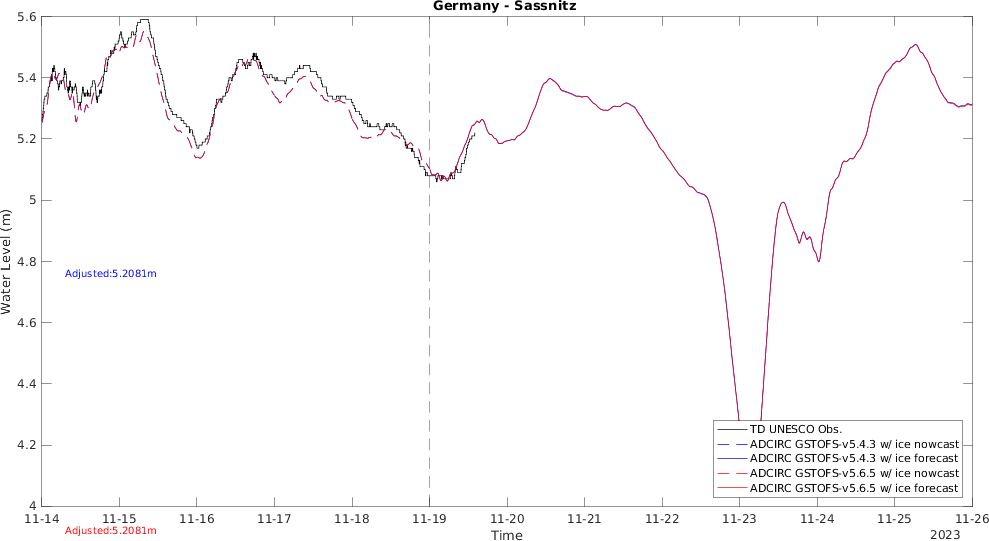 Germany - Sassnitz
5.6
5.4
5.2
5
4.8
4.6
4.4
4.2
4
Water Level (m)
Adjusted:5.2081m
TD UNESCO Obs.
ADCIRC GSTOFS-v5.4.3 w/ ice nowcast
ADCIRC GSTOFS-v5.4.3 w/ ice forecast
ADCIRC GSTOFS-v5.6.5 w/ ice nowcast
ADCIRC GSTOFS-v5.6.5 w/ ice forecast
11-14 11-15 11-16 11-17 11-18 11-19 11-20 11-21 11-22 11-23 11-24 11-25 11-26
Adjusted:5.2081m
Time
2023